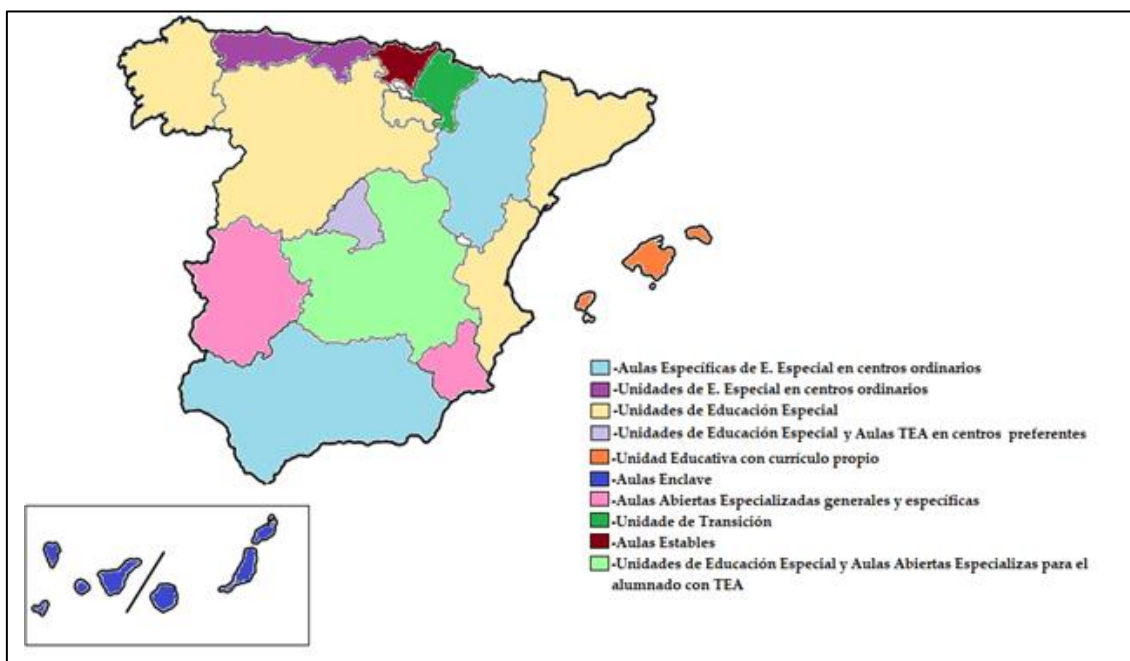 -Aulas Específicas de E. Especial en centros ordinarios
-Unidades de E. Especial en centros ordinarios
-Unidades de Educación Especial
-Unidades de Educación Especial y Aulas TEA en centros preferentes
-Unidad Educativa con currículo propio
-Aulas Enclave
-Aulas Abiertas Especializadas generales y específicas
-Unidade de Transición
-Aulas Estables
-Unidades de Educación Especial y Aulas Abiertas Especializas para el
alumnado con TEA